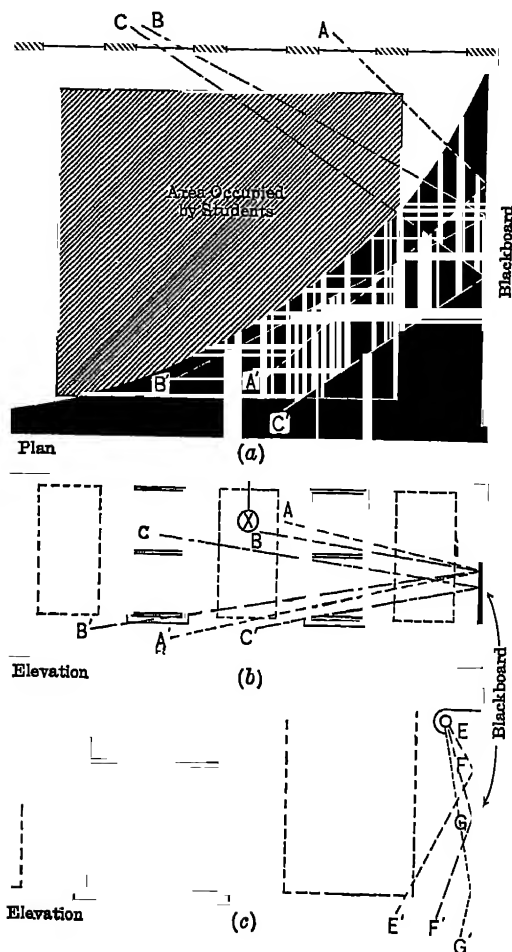 C B
A
Area Occupied
by Students
Blackboard
B' A'
C'
Plan
(a)
A
C
B
B'
A' C'
Elevation
(b)
Blackboard
E
F
G
Elevation
(c)
E' F'
G'